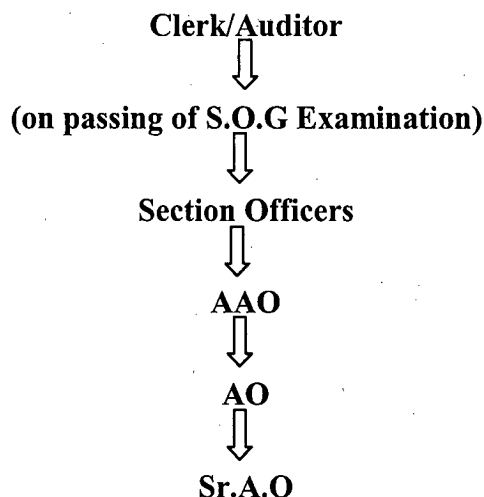 Clerk/Auditor
(on passing of S.O.G Examination)
Section Officers
AAO
AO
Sr.A.O